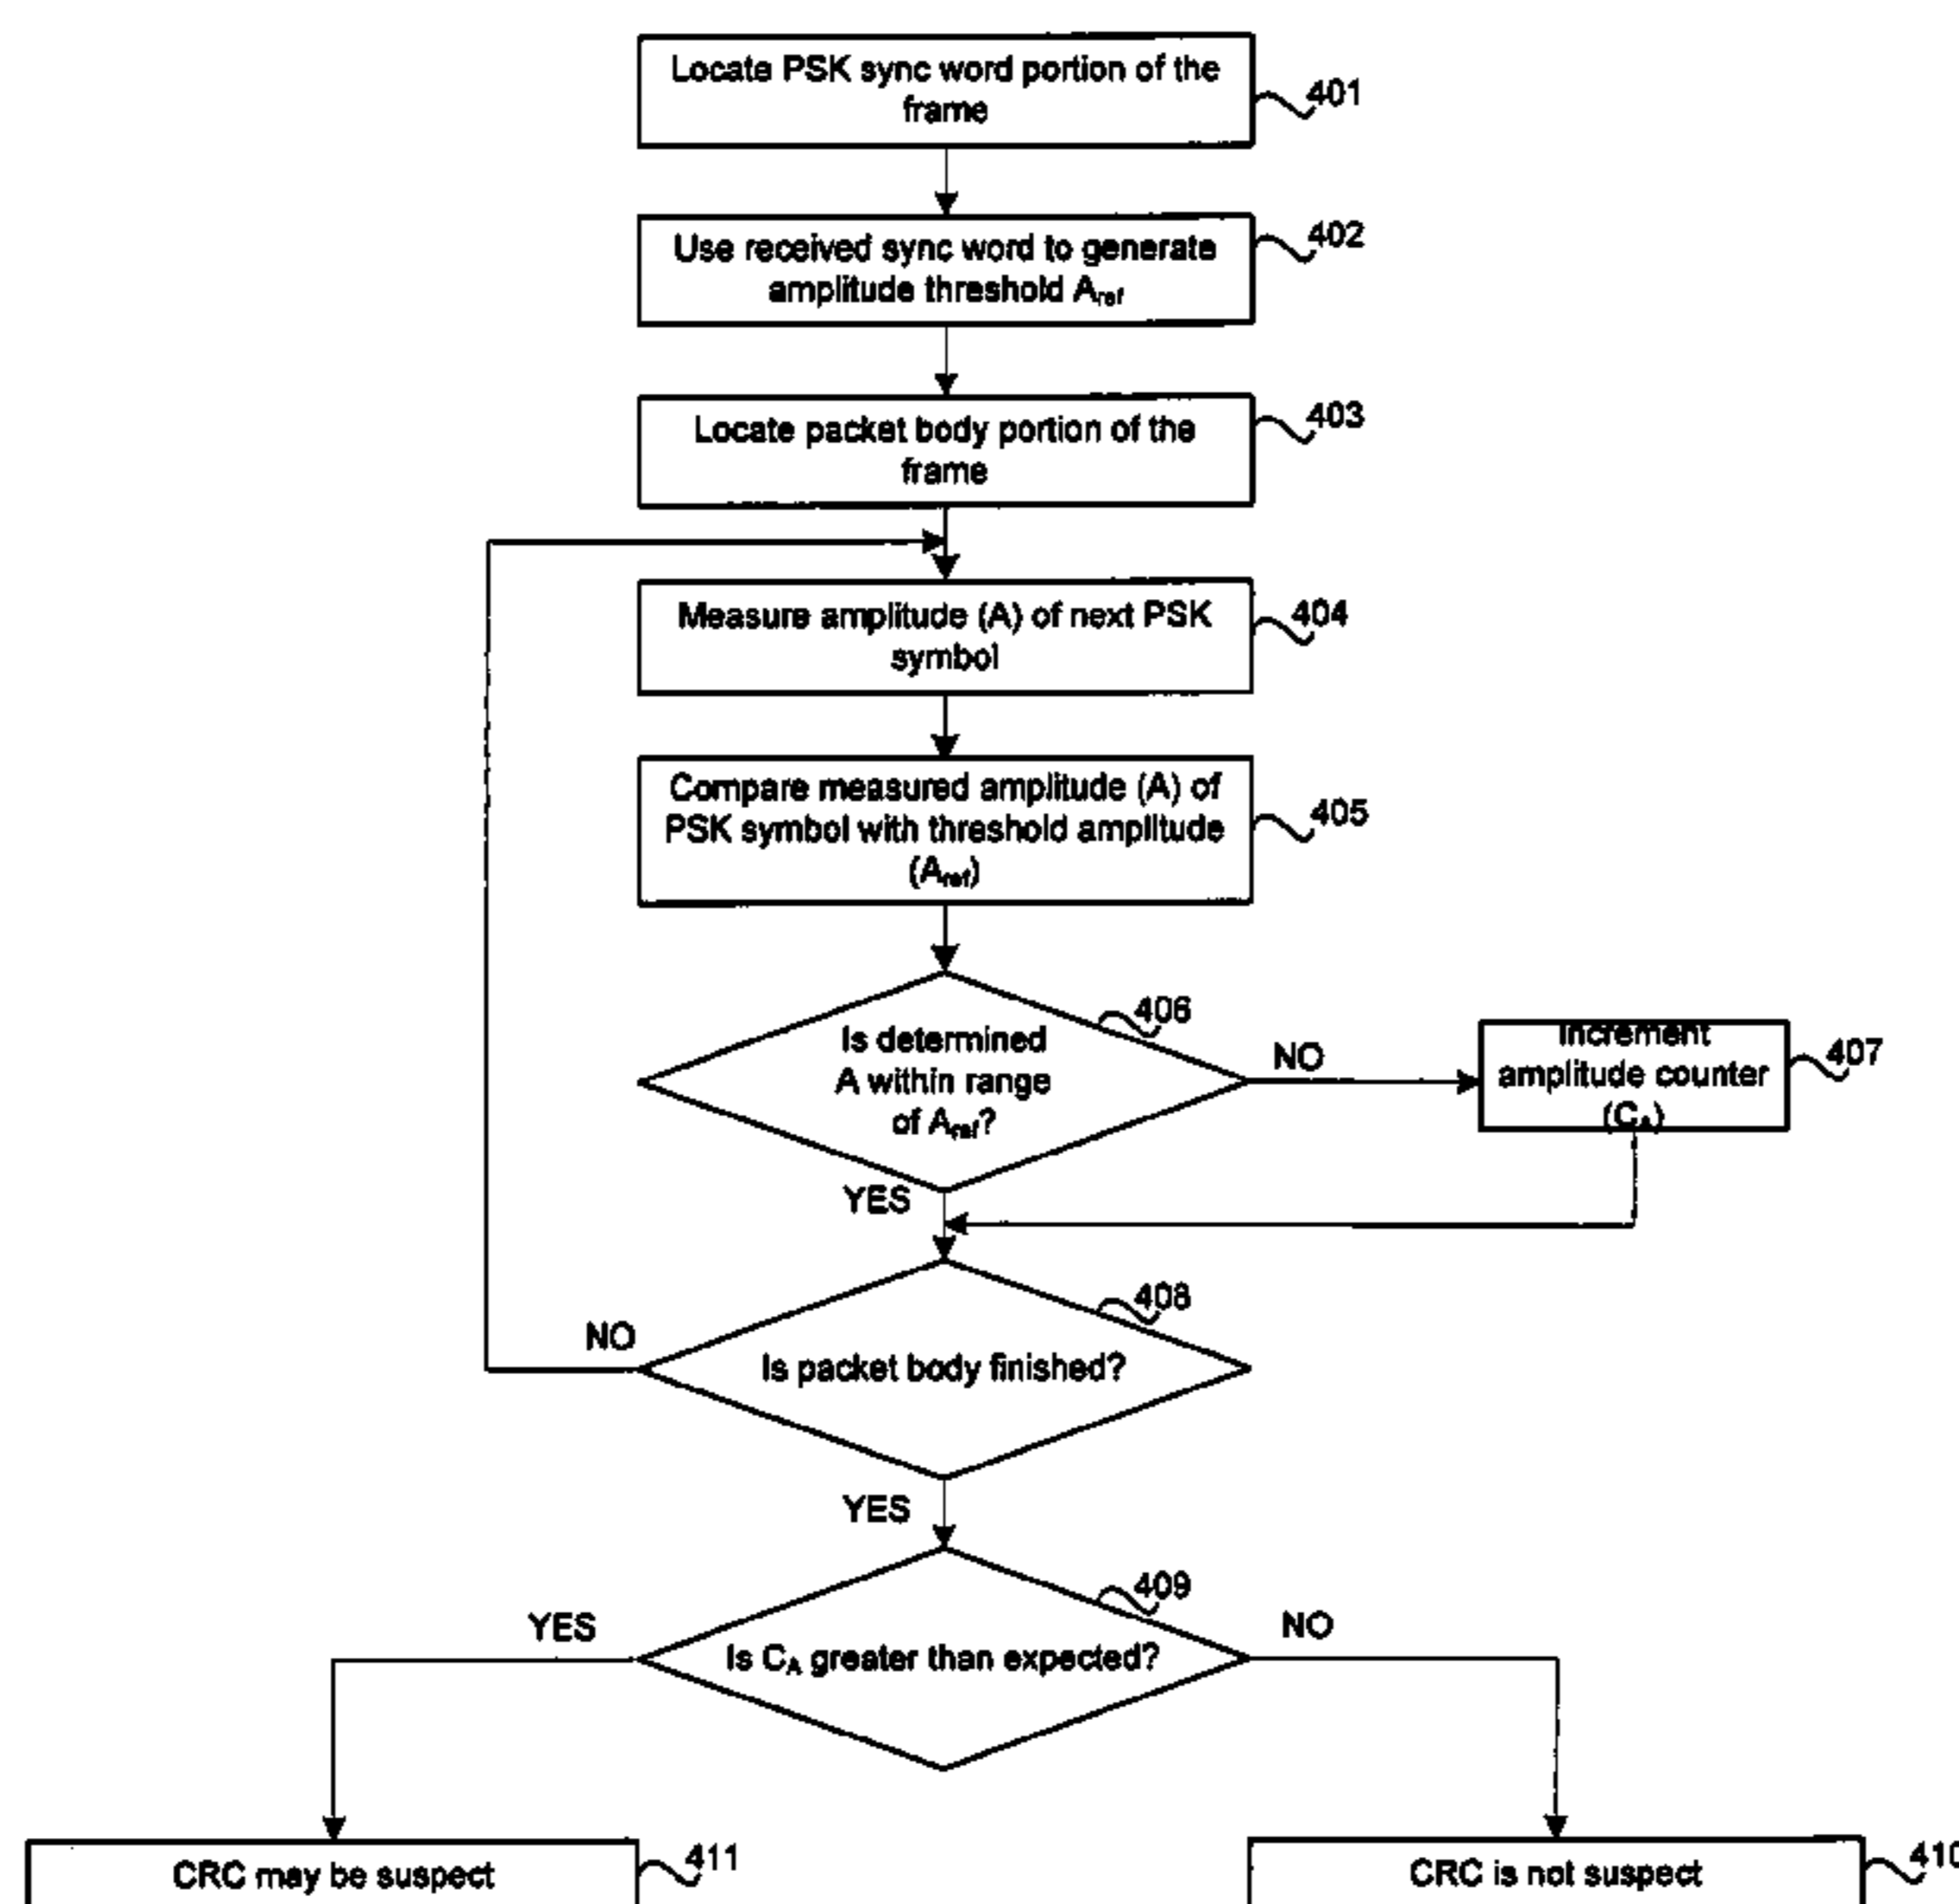 Locate PSK sync word portion of the
frame
401
Use received sync word to generate
amplitude threshold Aref
402
Locate packet body portion of the
frame
403
Measure amplitude (A) of next PSK
symbol
404
Compare measured amplitude (A) of
PSK symbol with threshold amplitude
(Aref)
405
Is determined
A within range
of Aref?
406
NO
Increment
amplitude counter
(CA)
407
YES
Is packet body finished?
408
NO
YES
Is CA greater than expected?
409
YES
NO
CRC may be suspect
411
CRC is not suspect
410